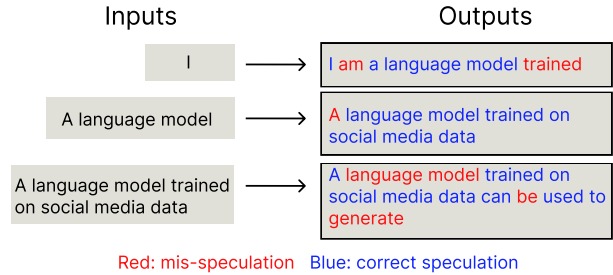 Inputs
Outputs
I
I am a language model trained
A language model
A language model trained on
social media data
A language model trained
on social media data
A language model trained on
social media data can be used to
generate
Red: mis-speculation Blue: correct speculation